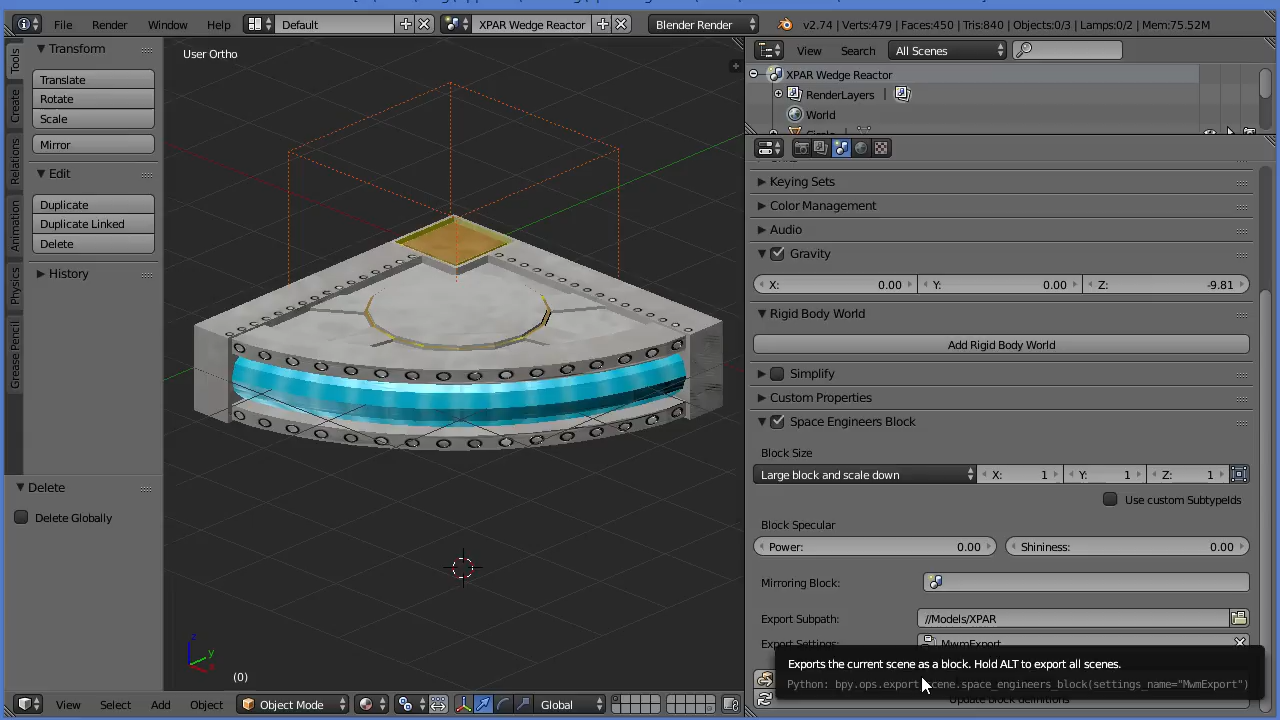 File Render Window Help Default XPAR Wedge Reactor Blender Render v2.74 | Verts:479 | Faces:450 | Tris:840 | Objects:0/3 | Lamps:0/2 | Mem:75.52M
Tools
Create
Relations
Animation
Physics
Grease Pencil
Transform
Translate
Rotate
Scale
Mirror
Edit
Duplicate
Duplicate Linked
Delete
History
Delete
Delete Globally
User Ortho
z
y
x
(0)
View Select Add Object Object Mode Global
View Search All Scenes
XPAR Wedge Reactor
RenderLayers |
World
Keying Sets
Color Management
Audio
Gravity
X: 0.00 Y: 0.00 Z: -9.81
Rigid Body World
Add Rigid Body World
Simplify
Custom Properties
Space Engineers Block
Block Size
Large block and scale down X: 1 Y: 1 Z: 1
Use custom SubtypeIds
Block Specular
Power: 0.00 Shininess: 0.00
Mirroring Block:
Export Subpath: //Models/XPAR
Export Settings: MwmExport
Exports the current scene as a block. Hold ALT to export all scenes.
Python: bpy.ops.export_scene.space_engineers_block(settings_name="MwmExport")
Update block definitions